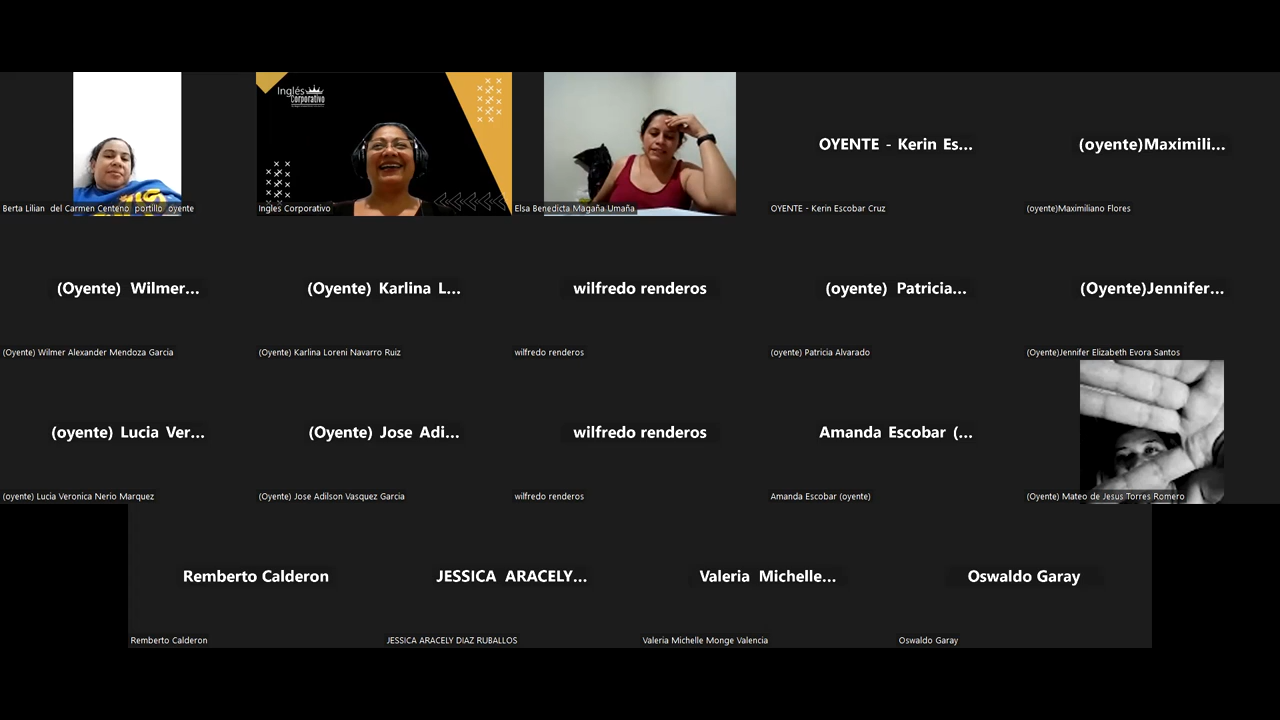 Inglés
Corporativo
OYENTE - Kerin Es...
(oyente)Maximili...
Berta Lilian del Carmen Centeno portillo oyente
Ingles Corporativo
Elsa Benedicta Magaña Umaña
OYENTE - Kerin Escobar Cruz
(oyente)Maximiliano Flores
(Oyente) Wilmer...
(Oyente) Karlina L...
wilfredo renderos
(oyente) Patricia...
(Oyente)Jennifer...
(Oyente) Wilmer Alexander Mendoza Garcia
(Oyente) Karlina Loreni Navarro Ruiz
wilfredo renderos
(oyente) Patricia Alvarado
(Oyente)Jennifer Elizabeth Evora Santos
(oyente) Lucia Ver...
(Oyente) Jose Adi...
wilfredo renderos
Amanda Escobar (...
(oyente) Lucia Veronica Nerio Marquez
(Oyente) Jose Adilson Vasquez Garcia
wilfredo renderos
Amanda Escobar (oyente)
(Oyente) Mateo de Jesus Torres Romero
Remberto Calderon
JESSICA ARACELY...
Valeria Michelle...
Oswaldo Garay
Remberto Calderon
JESSICA ARACELY DIAZ RUBALLOS
Valeria Michelle Monge Valencia
Oswaldo Garay